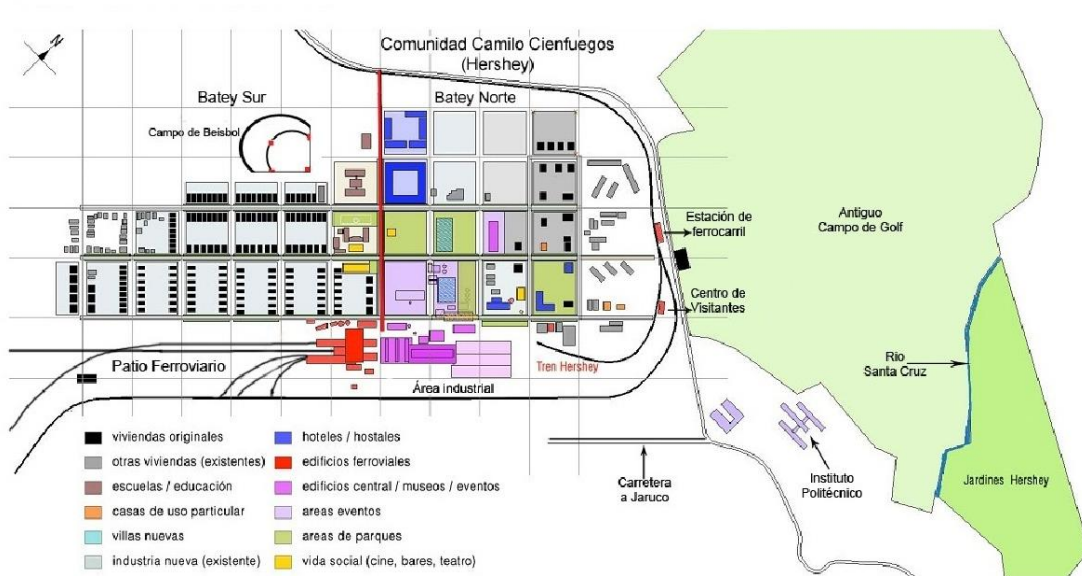 N
Comunidad Camilo Cienfuegos
(Hershey)
Batey Sur
Batey Norte
Campo de Beisbol
Estación de
ferrocarril
Antiguo
Campo de Golf
Centro de
Visitantes
Rio
Santa Cruz
Patio Ferroviario
Área industrial
Tren Hershey
Carretera
a Jaruco
Instituto
Politécnico
Jardines Hershey
viviendas originales
otras viviendas (existentes)
escuelas / educación
casas de uso particular
villas nuevas
industria nueva (existente)
hoteles / hostales
edificios ferroviales
edificios central / museos / eventos
areas eventos
areas de parques
vida social (cine, bares, teatro)